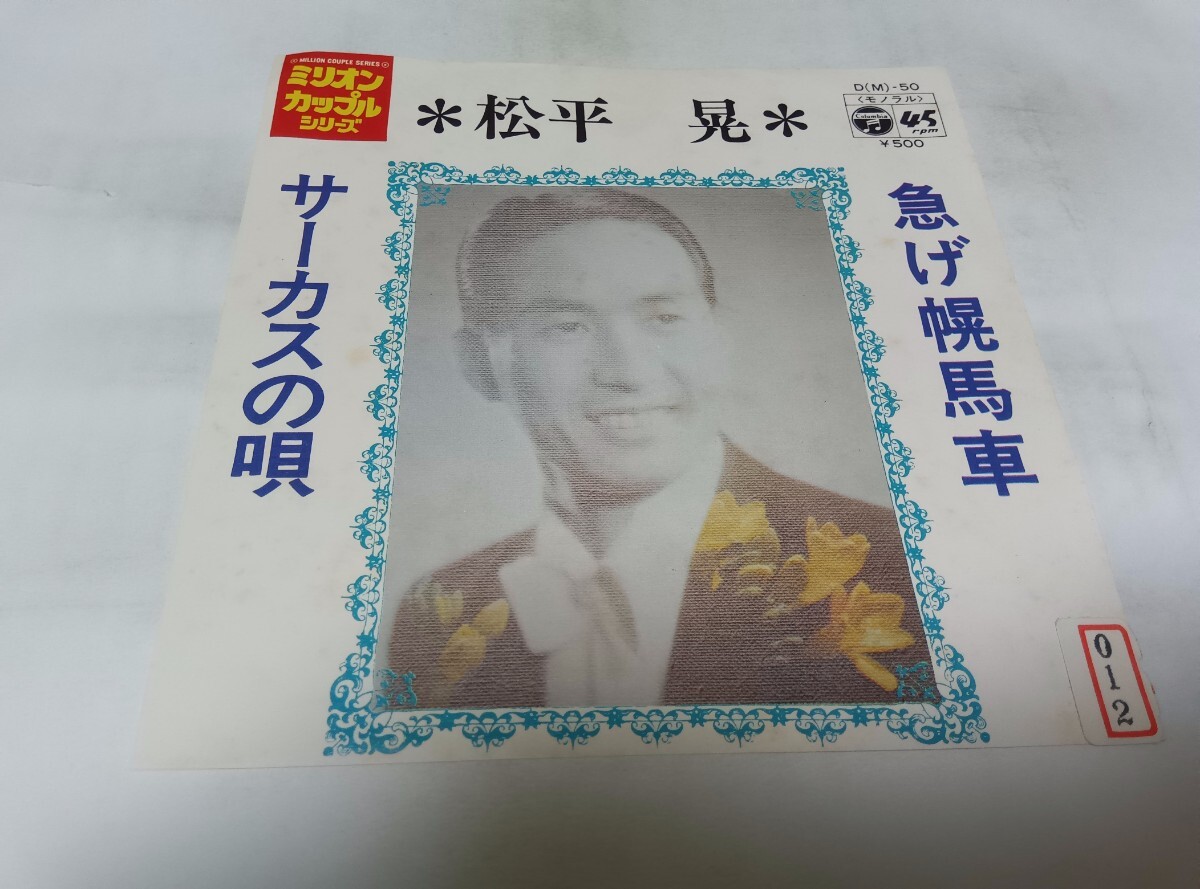 MILLION COUPLE SERIES
ミリオン
カップル
シリーズ
*松平 晃*
D(M)-50
〈モノラル〉
Columbia
45
rpm
¥500
急げ幌馬車
サーカスの唄
012